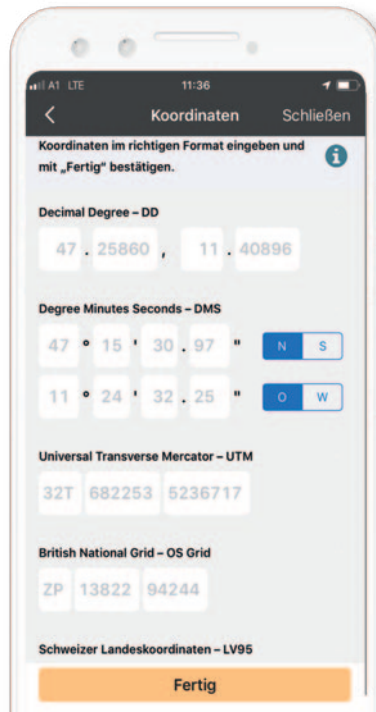 A1 LTE 11:36
Koordinaten Schließen
Koordinaten im richtigen Format eingeben und
mit „Fertig" bestätigen.
Decimal Degree – DD
47 . 25860 , 11 . 40896
Degree Minutes Seconds – DMS
47 ° 15 ' 30 . 97 " N S
11 ° 24 ' 32 . 25 " O W
Universal Transverse Mercator – UTM
32T 682253 5236717
British National Grid – OS Grid
ZP 13822 94244
Schweizer Landeskoordinaten – LV95
Fertig